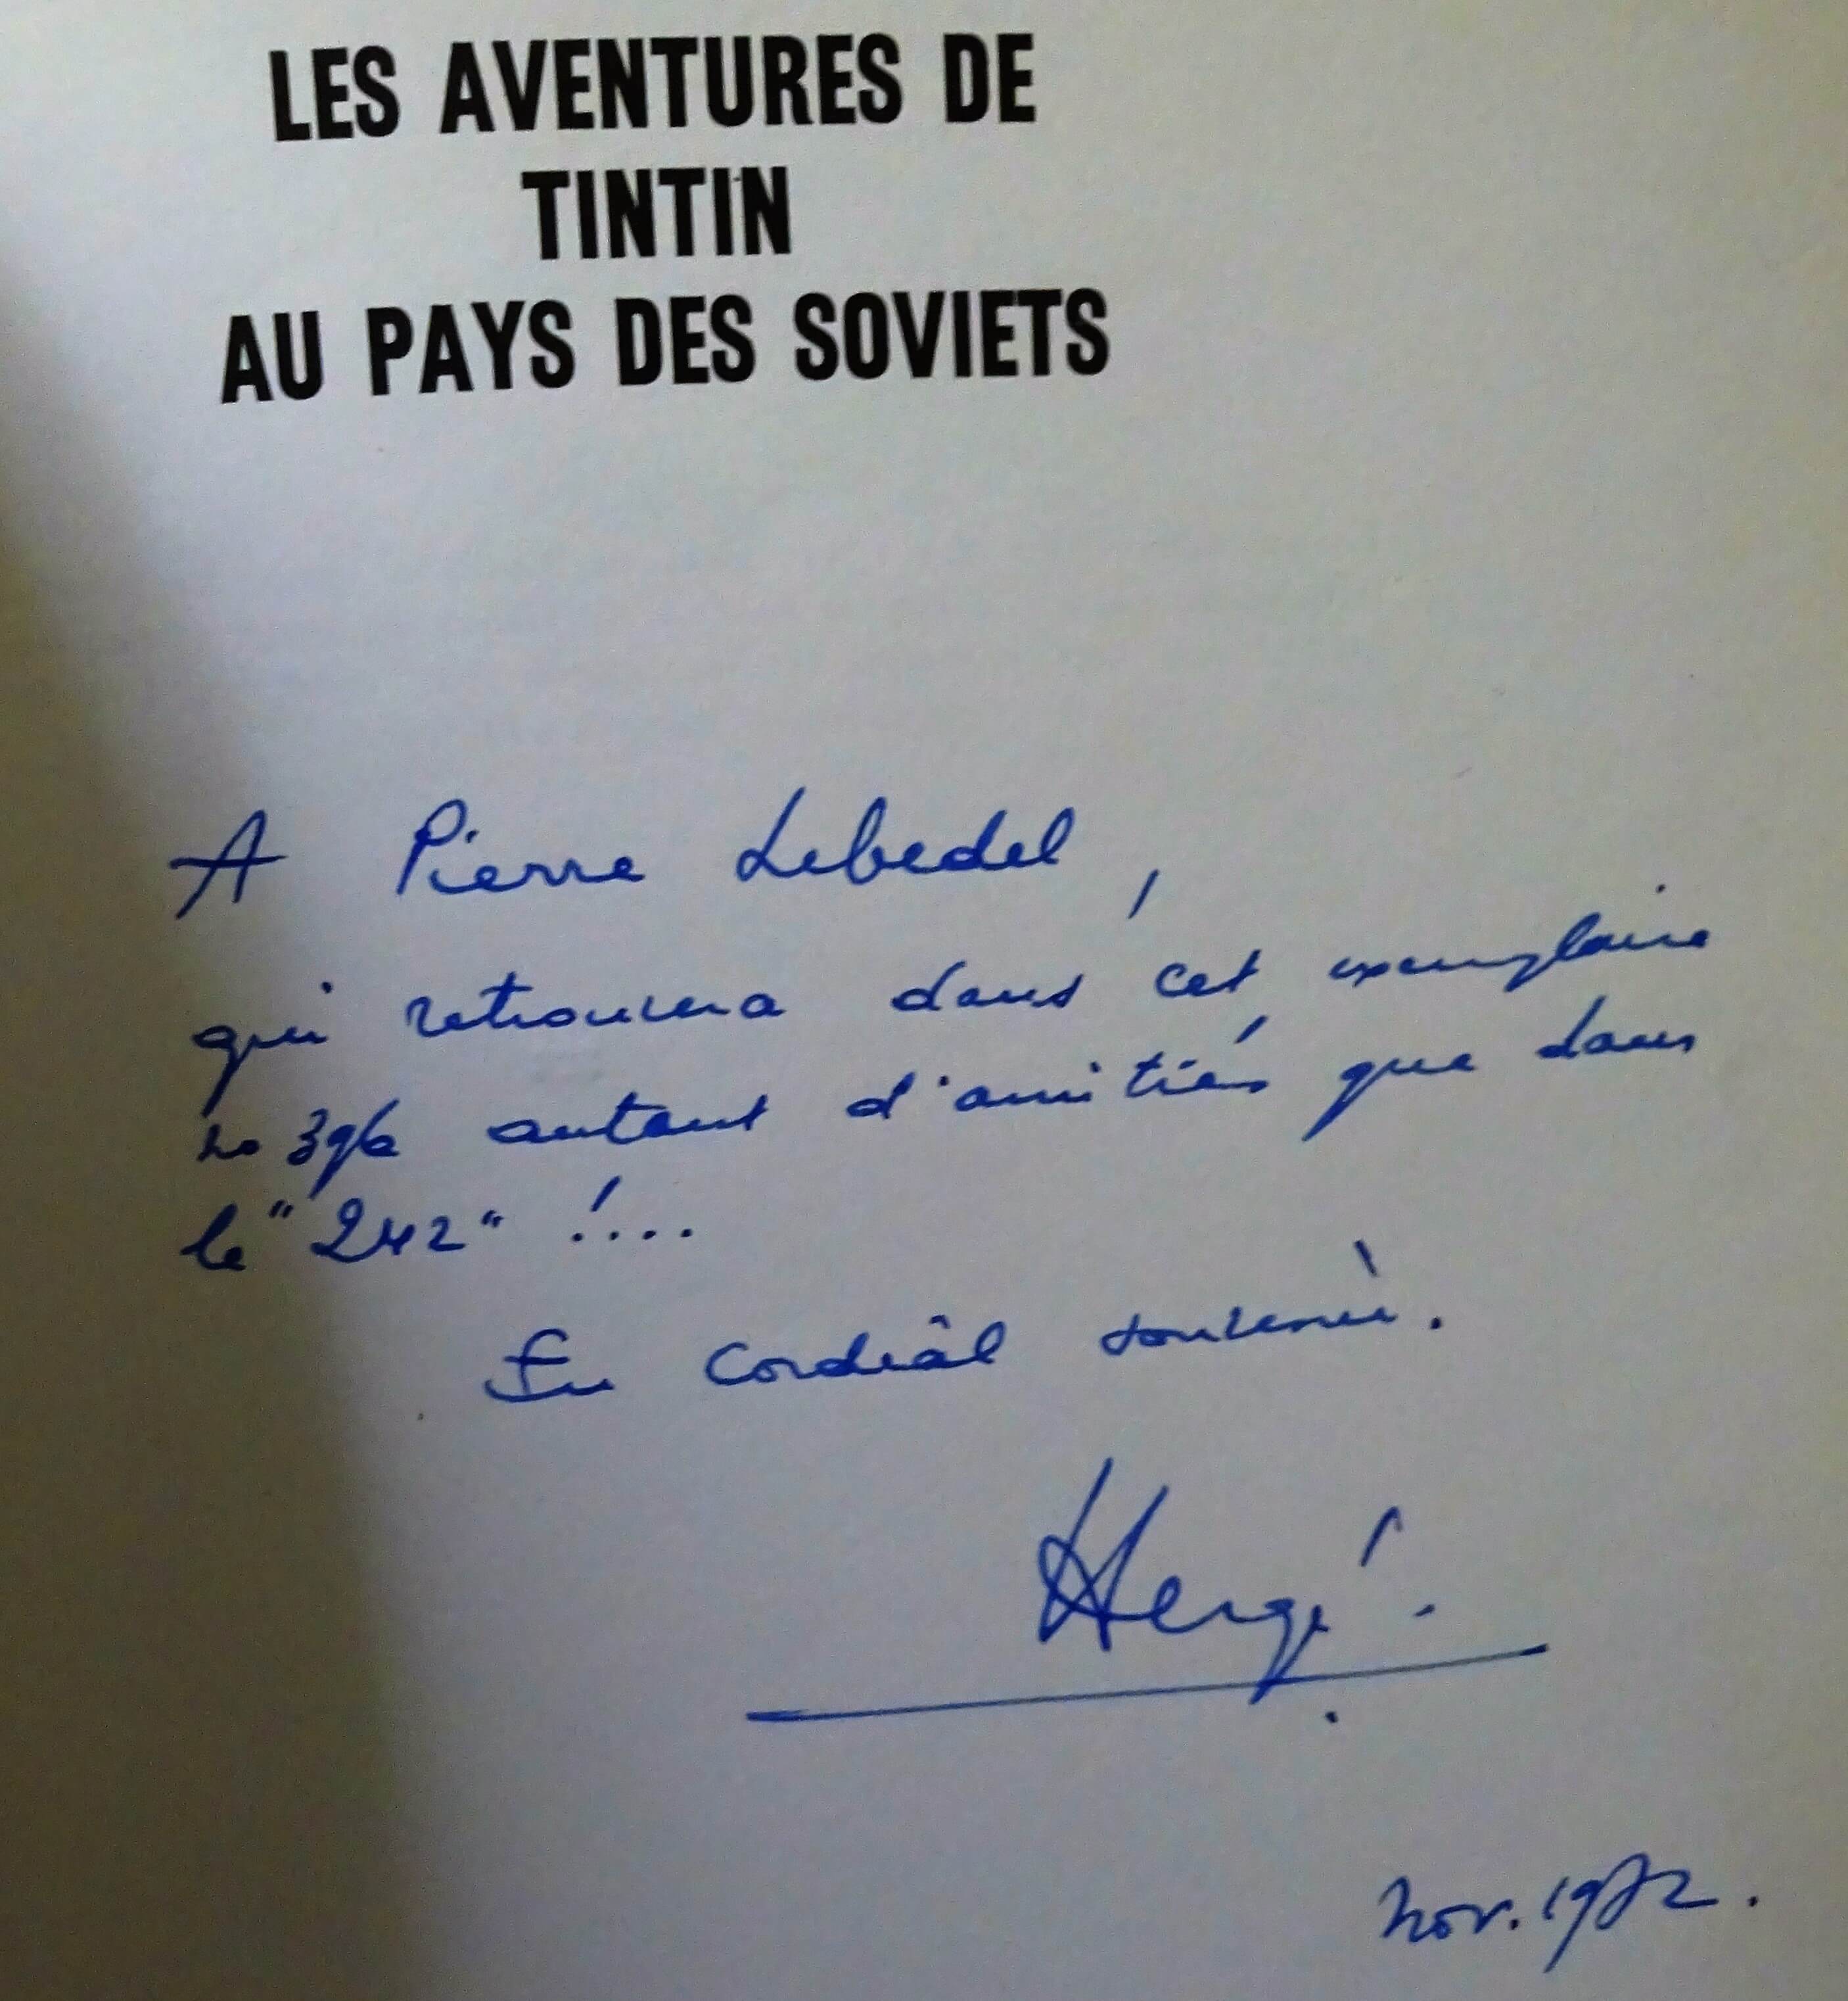 LES AVENTURES DE
TINTIN
AU PAYS DES SOVIETS
A Pierre Lebedel,
qui retrouvera dans cet exemplaire
no 396 autant d'amitiés que dans
le "242" !...
En cordial souvenir.
Hergé.
nov. 1972.